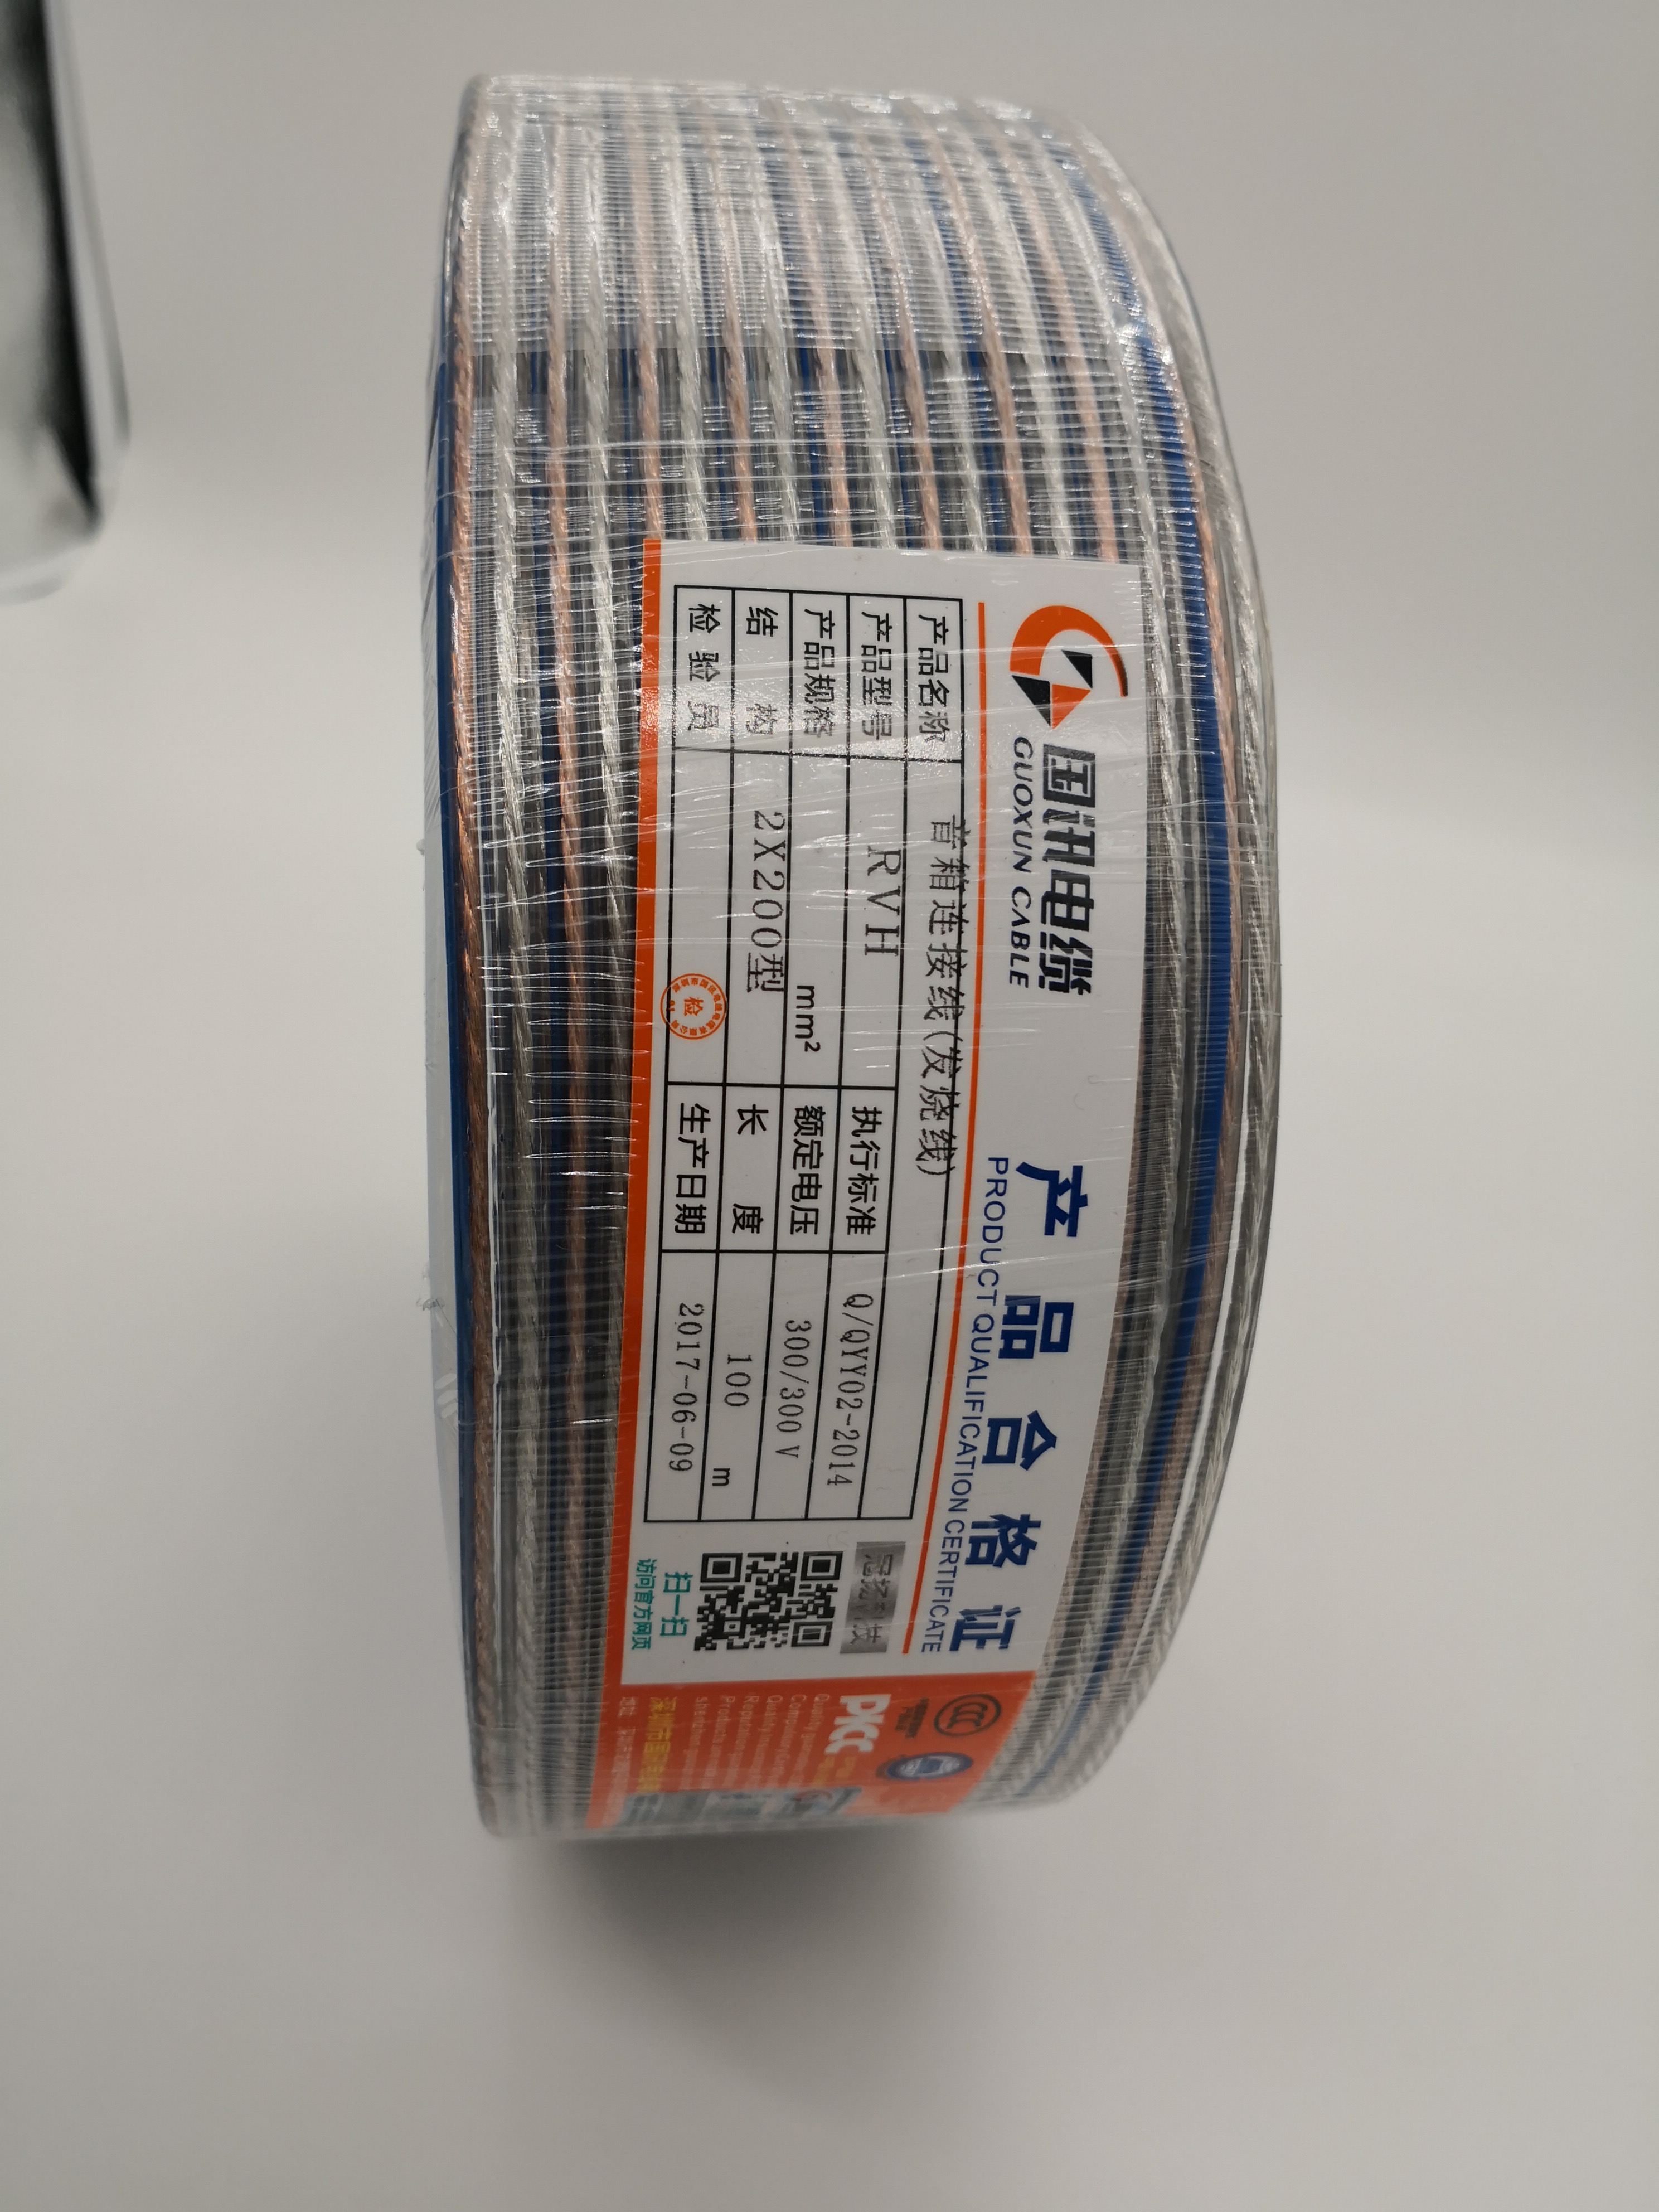 国讯电缆
GUOXUN CABLE
产品合格证
PRODUCT QUALIFICATION CERTIFICATE
产品名称 音箱连接线(发烧线)
产品型号 RVH 执行标准 Q/QYY02-2014
产品规格 mm² 额定电压 300/300 V
结构 2X200型 长度 100 m
检验员 检 生产日期 2017-06-09
扫一扫
访问官方网页
CCC
PICC